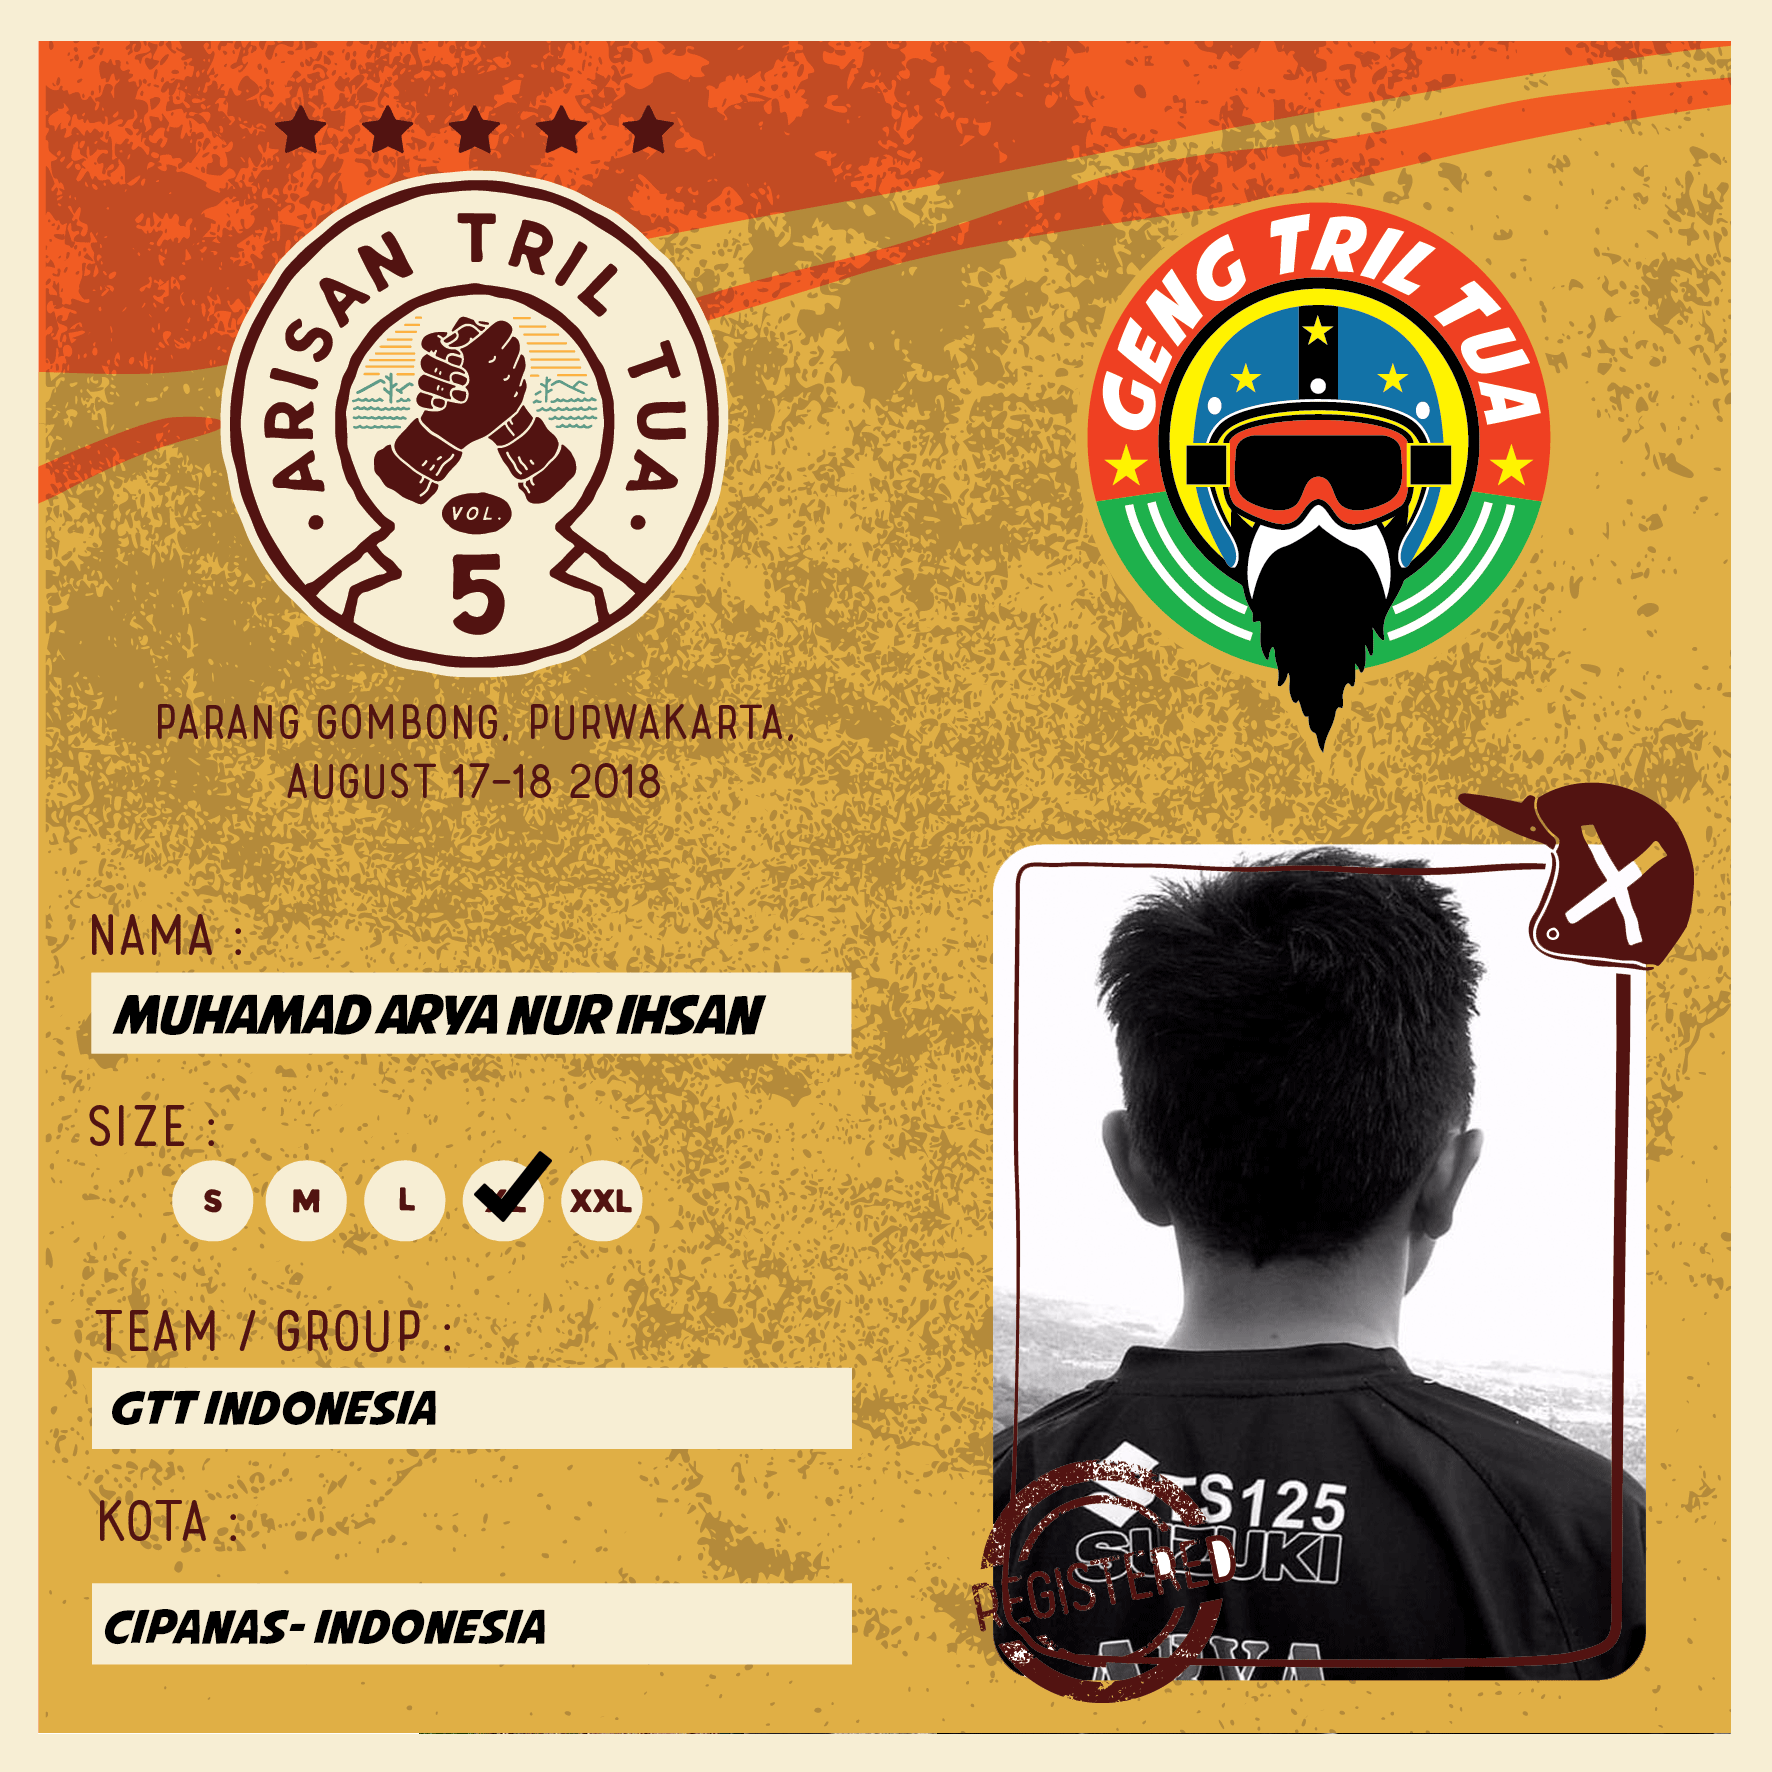 ARISAN TRIL TUA
VOL.
5
GENG TRIL TUA
PARANG GOMBONG, PURWAKARTA,
AUGUST 17-18 2018
NAMA :
MUHAMAD ARYA NUR IHSAN
SIZE :
S M L XL XXL
TEAM / GROUP :
GTT INDONESIA
KOTA :
CIPANAS- INDONESIA
TS125
SUZUKI
REGISTERED
ARYA